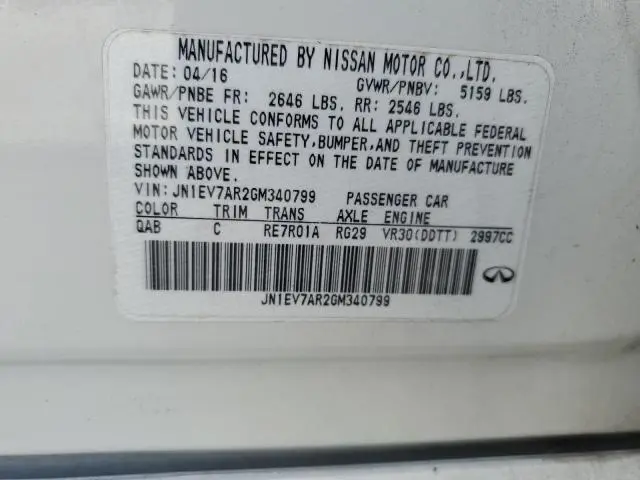 MANUFACTURED BY NISSAN MOTOR CO.,LTD.
DATE: 04/16 GVWR/PNBV: 5159 LBS.
GAWR/PNBE FR: 2646 LBS. RR: 2546 LBS.
THIS VEHICLE CONFORMS TO ALL APPLICABLE FEDERAL
MOTOR VEHICLE SAFETY,BUMPER,AND THEFT PREVENTION
STANDARDS IN EFFECT ON THE DATE OF MANUFACTURE
SHOWN ABOVE.
VIN:JN1EV7AR2GM340799 PASSENGER CAR
COLOR TRIM TRANS AXLE ENGINE
QAB C RE7R01A RG29 VR30(DDTT) 2997CC
JN1EV7AR2GM340799